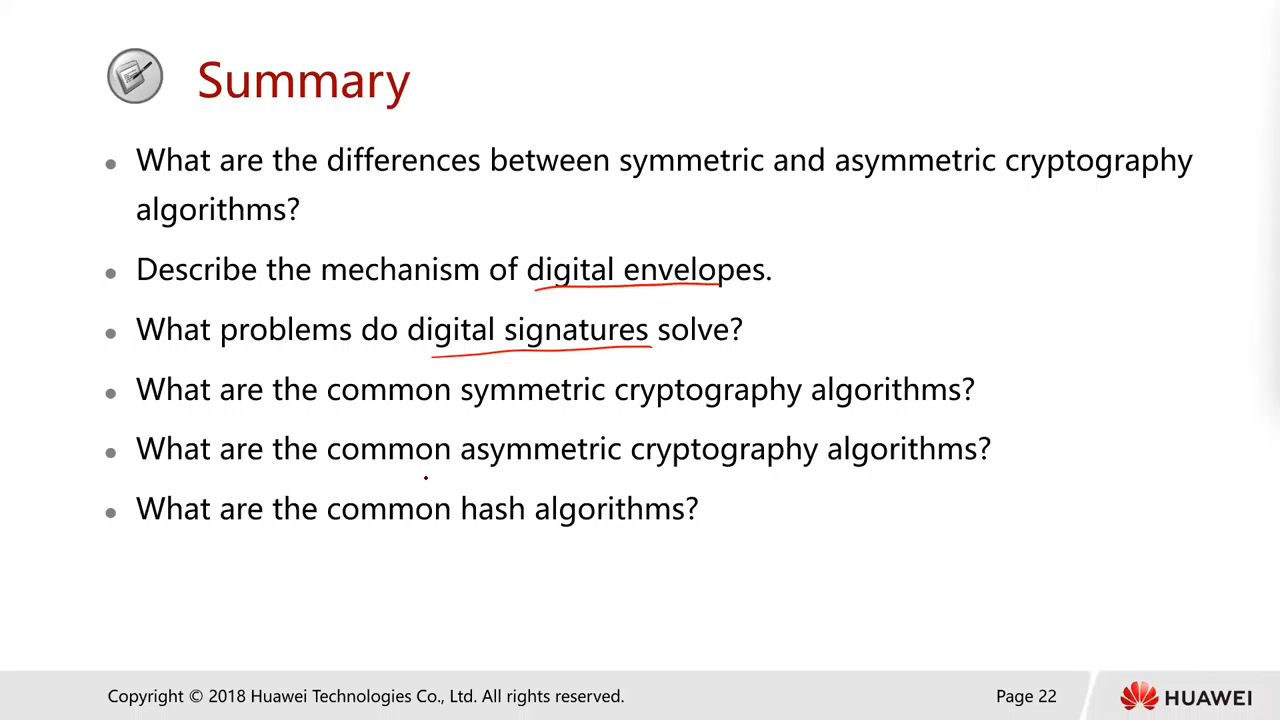 Summary
What are the differences between symmetric and asymmetric cryptography
algorithms?
Describe the mechanism of digital envelopes.
What problems do digital signatures solve?
What are the common symmetric cryptography algorithms?
What are the common asymmetric cryptography algorithms?
What are the common hash algorithms?
Copyright © 2018 Huawei Technologies Co., Ltd. All rights reserved.
Page 22
HUAWEI